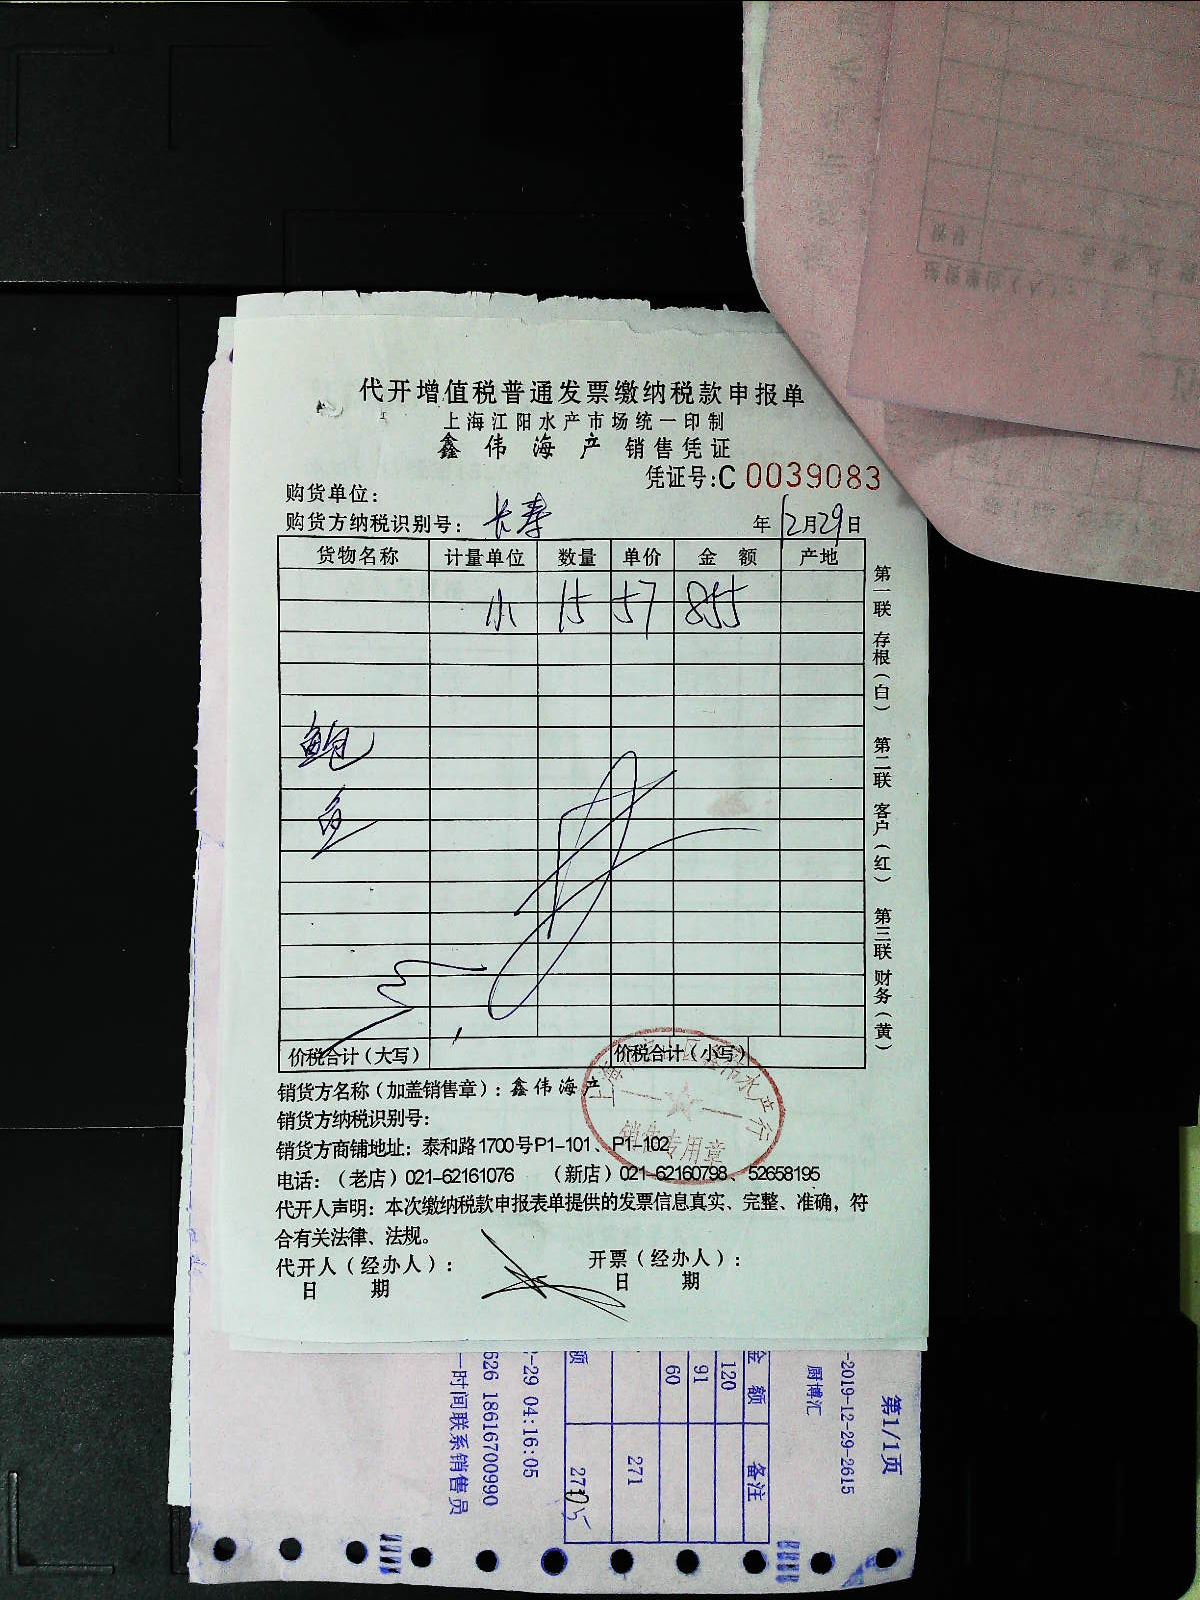 代开增值税普通发票缴纳税款申报单
上海江阳水产市场统一印制
鑫伟海产 销售凭证
凭证号:C 0039083
购货单位:
购货方纳税识别号: 长寿 年12月29日
货物名称 计量单位 数量 单价 金额 产地
小 15 57 855
鲍
鱼
价税合计（大写） 价税合计（小写）
第一联 存根（白） 第二联 客户（红） 第三联 财务（黄）
销货方名称（加盖销售章）: 鑫伟海产
销货方纳税识别号:
销货方商铺地址: 泰和路1700号P1-101、P1-102
电话:（老店）021-62161076 （新店）021-62160798、52658195
代开人声明: 本次缴纳税款申报表单提供的发票信息真实、完整、准确，符
合有关法律、法规。
代开人（经办人）: 开票（经办人）:
日 期 日 期
销售专用章
第1/1页
-2019-12-29-2615
厨博汇
金额 备注
120
91
60
271
额
-29 04:16:05
626 18616700990
一时间联系销售员